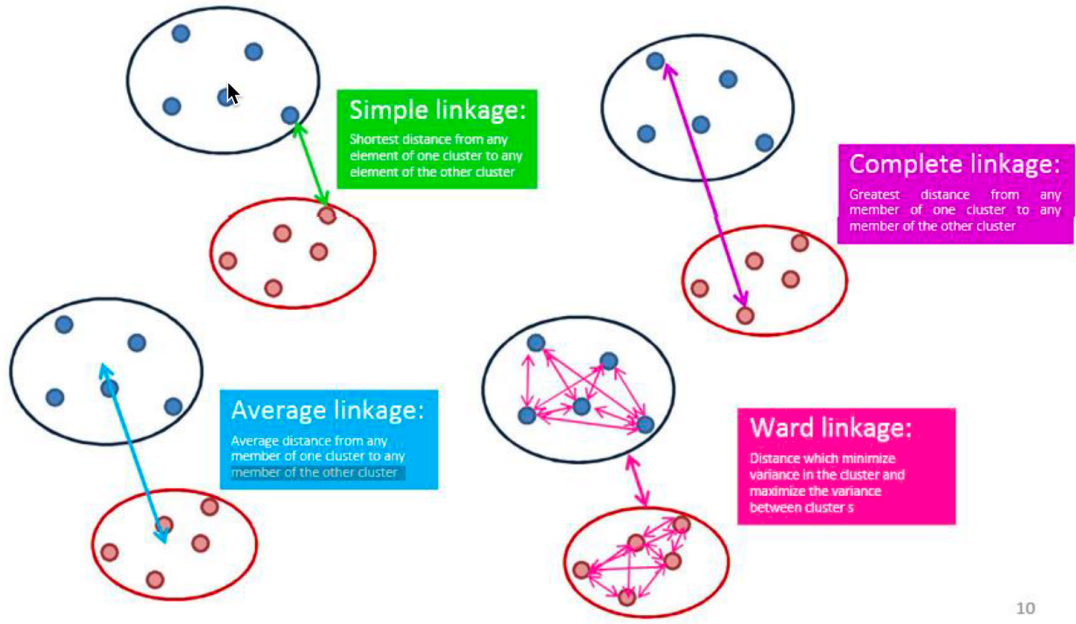 Simple linkage:
Shortest distance from any
element of one cluster to any
element of the other cluster
Complete linkage:
Greatest distance from any
member of one cluster to any
member of the other cluster
Average linkage:
Average distance from any
member of one cluster to any
member of the other cluster
Ward linkage:
Distance which minimize
variance in the cluster and
maximize the variance
between cluster s
10